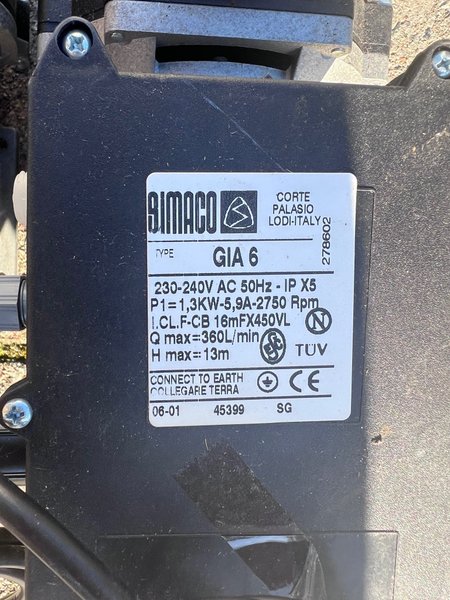 BIMACO
CORTE
PALASIO
LODI-ITALY
TYPE
GIA 6
278602
230-240V AC 50Hz - IP X5
P1=1,3KW-5,9A-2750 Rpm
I.CL.F-CB 16mFX450VL
N
Q max=360L/min
H max=13m
TÜV
CONNECT TO EARTH
COLLEGARE TERRA
CE
06-01 45399 SG